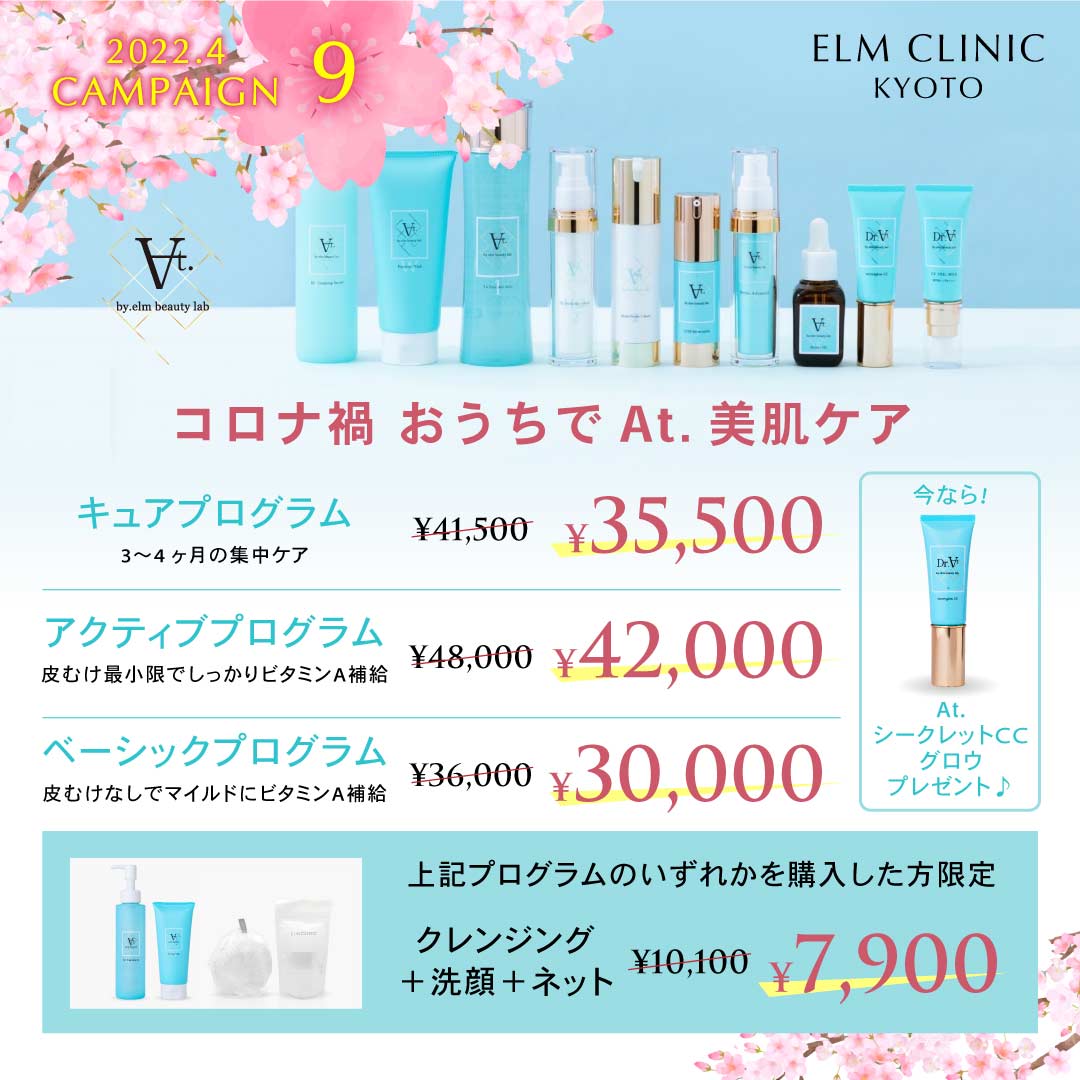 2022.4
CAMPAIGN 9
ELM CLINIC
KYOTO
At.
by.elm beauty lab
コロナ禍 おうちで At. 美肌ケア
キュアプログラム
3〜4ヶ月の集中ケア
¥41,500 ¥35,500
アクティブプログラム
皮むけ最小限でしっかりビタミンA補給
¥48,000 ¥42,000
ベーシックプログラム
皮むけなしでマイルドにビタミンA補給
¥36,000 ¥30,000
今なら!
Dr.At
At.
シークレットCC
グロウ
プレゼント♪
上記プログラムのいずれかを購入した方限定
クレンジング
＋洗顔＋ネット
¥10,100 ¥7,900